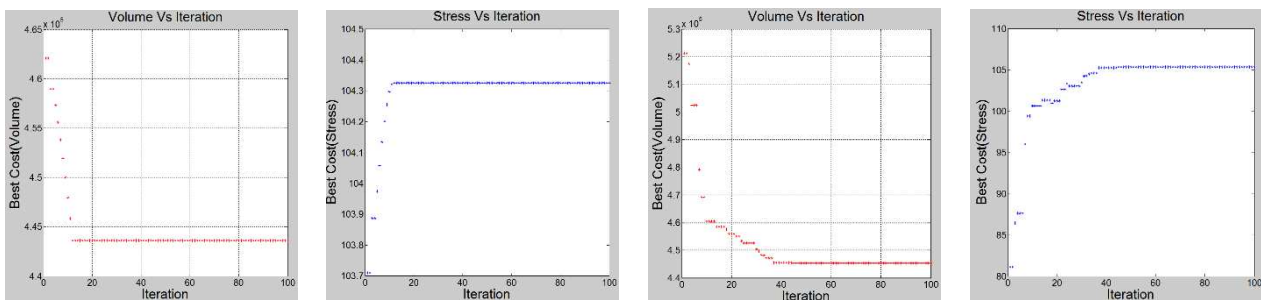 Volume Vs Iteration
x 10
4.65
4.6
4.55
4.5
4.45
4.4
0 20 40 60 80 100
Iteration
Best Cost(Volume)
Stress Vs Iteration
104.5
104.4
104.3
104.2
104.1
104
103.9
103.8
103.7
0 20 40 60 80 100
Iteration
Best Cost(Stress)
Volume Vs Iteration
x 10
5.3
5.2
5.1
5
4.9
4.8
4.7
4.6
4.5
4.4
0 20 40 60 80 100
Iteration
Best Cost(Volume)
Stress Vs Iteration
110
105
100
95
90
85
80
0 20 40 60 80 100
Iteration
Best Cost(Stress)